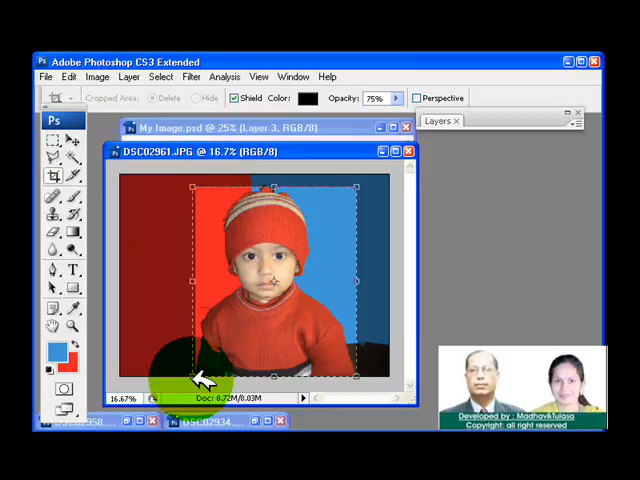 Adobe Photoshop CS3 Extended
File Edit Image Layer Select Filter Analysis View Window Help
Cropped Area: Delete Hide Shield Color: Opacity: 75% Perspective
Ps
Layers x
My Image.psd @ 25% (Layer 3, RGB/8)
DSC02961.JPG @ 16.7% (RGB/8)
T
16.67% Doc: 8.72M/8.03M
DSC02958.... DSC02934....
Developed by : Madhav&Tulasa
Copyright: all right reserved